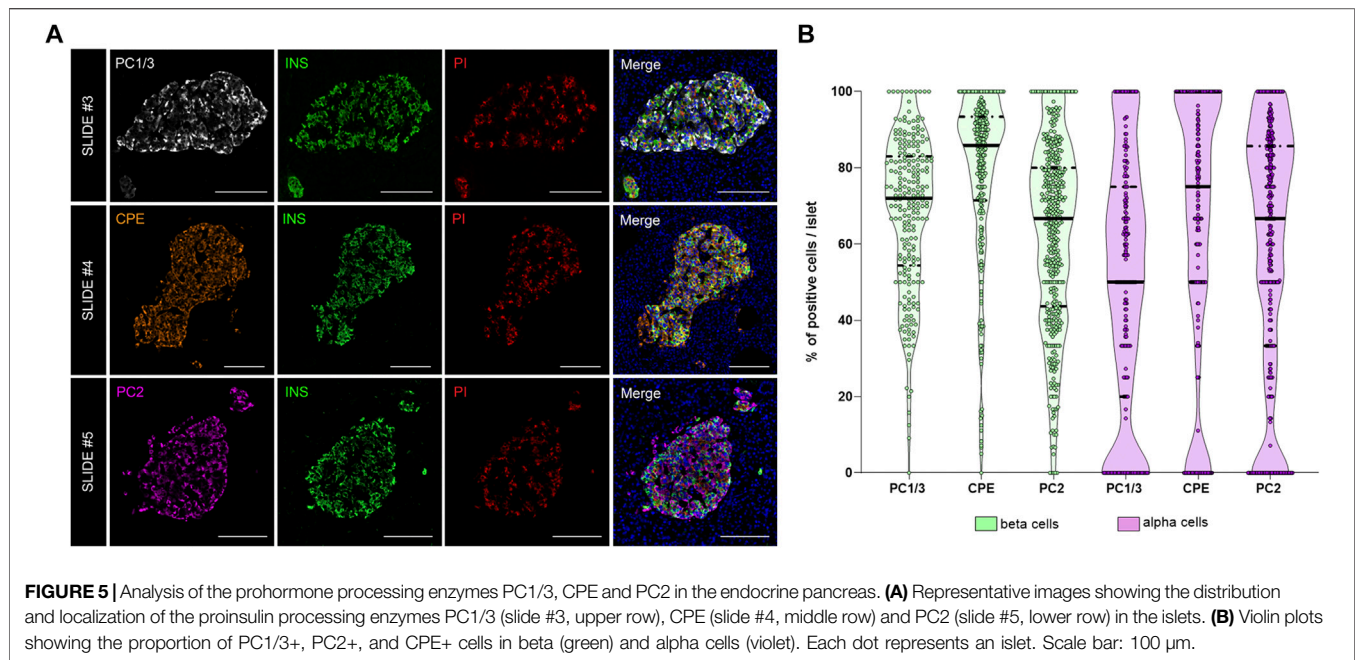 A
B
SLIDE #3
PC1/3
INS
PI
Merge
SLIDE #4
CPE
INS
PI
Merge
SLIDE #5
PC2
INS
PI
Merge
% of positive cells / islet
100
80
60
40
20
0
PC1/3 CPE PC2 PC1/3 CPE PC2
beta cells alpha cells
FIGURE 5 | Analysis of the prohormone processing enzymes PC1/3, CPE and PC2 in the endocrine pancreas. (A) Representative images showing the distribution
and localization of the proinsulin processing enzymes PC1/3 (slide #3, upper row), CPE (slide #4, middle row) and PC2 (slide #5, lower row) in the islets. (B) Violin plots
showing the proportion of PC1/3+, PC2+, and CPE+ cells in beta (green) and alpha cells (violet). Each dot represents an islet. Scale bar: 100 µm.